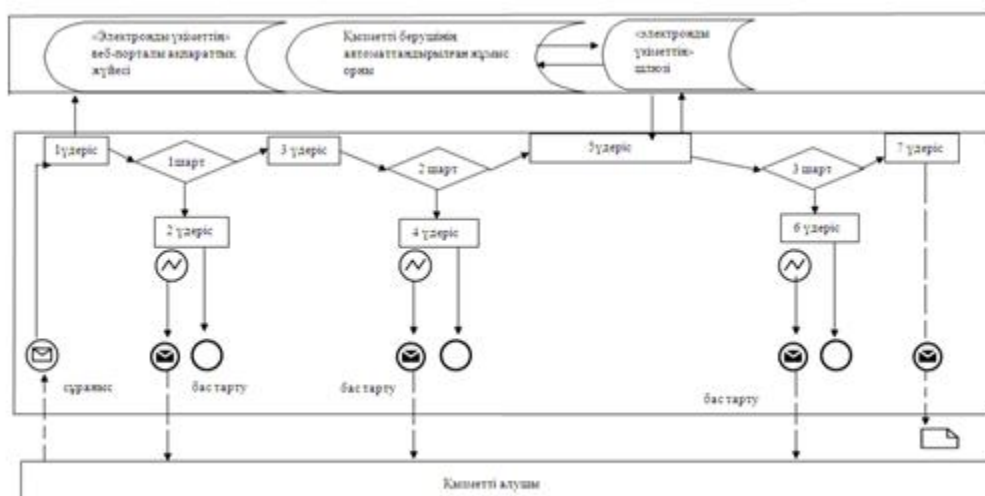 «Электронды үкіметтің»
веб-порталы ақпараттық
жүйесі
Қызметті берушінің
автоматтандырылған жұмыс
орны
«электронды
үкіметтің»
шлюзі
1үдеріс
1шарт
3 үдеріс
2 шарт
5үдеріс
3 шарт
7 үдеріс
2 үдеріс
4 үдеріс
6 үдеріс
сұраныс
бас тарту
бас тарту
бас тарту
Қызметті алушы